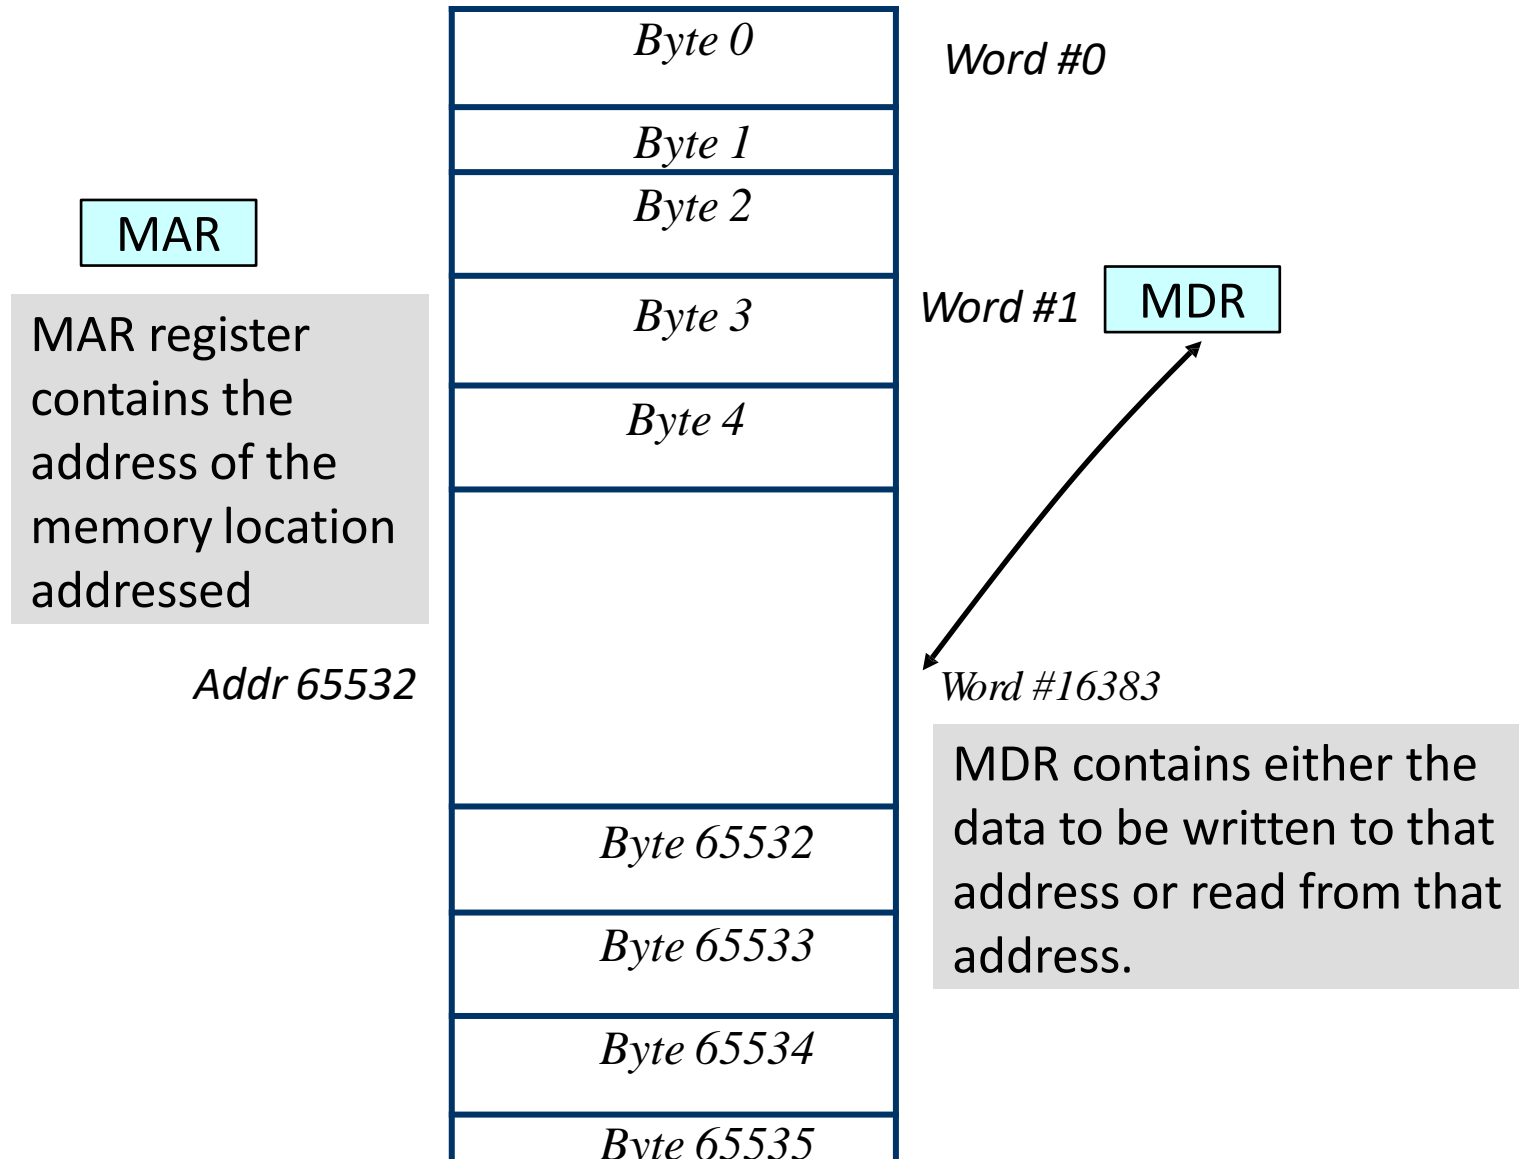 Byte 0
Word #0
Byte 1
Byte 2
MAR
Byte 3
Word #1
MDR
MAR register
contains the
address of the
memory location
addressed
Byte 4
Addr 65532
Word #16383
MDR contains either the
data to be written to that
address or read from that
address.
Byte 65532
Byte 65533
Byte 65534
Byte 65535